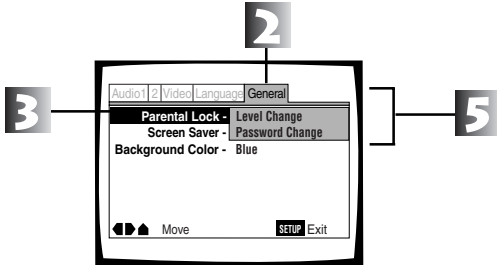 2
3
5
Audio1 2 Video Language General
Parental Lock - Level Change
Screen Saver - Password Change
Background Color - Blue
Move SETUP Exit